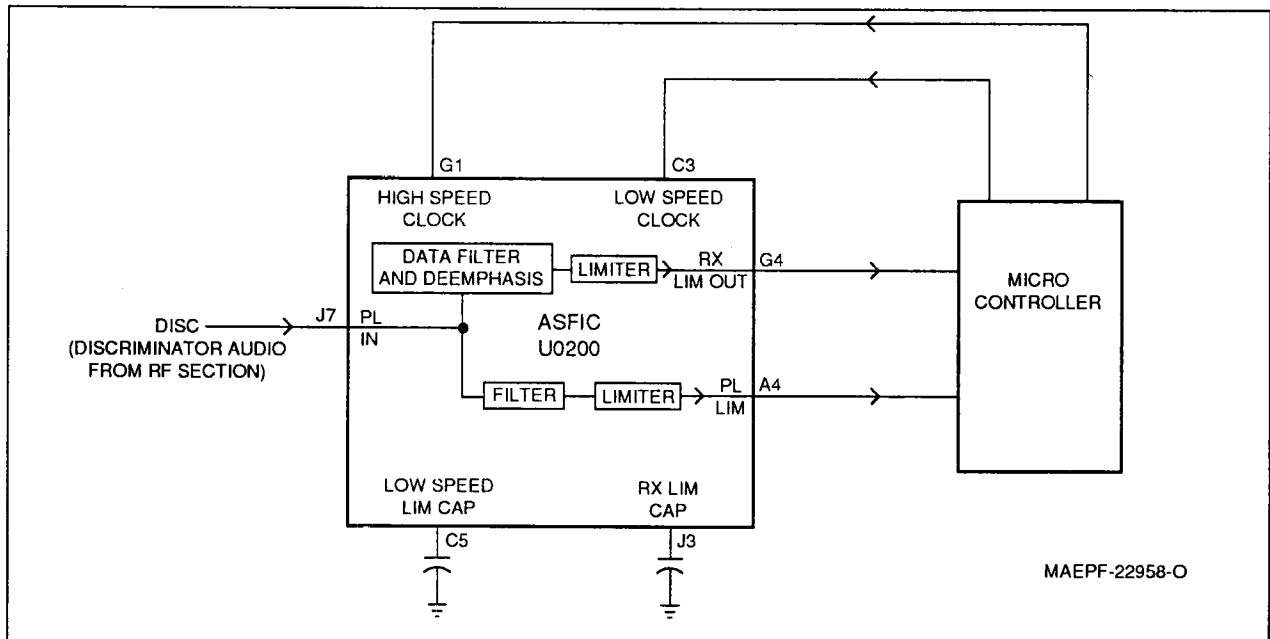 G1
C3
HIGH SPEED
CLOCK
LOW SPEED
CLOCK
DATA FILTER
AND DEEMPHASIS
LIMITER
RX
LIM OUT
G4
MICRO
CONTROLLER
DISC
(DISCRIMINATOR AUDIO
FROM RF SECTION)
J7
PL
IN
ASFIC
U0200
FILTER
LIMITER
PL
LIM
A4
LOW SPEED
LIM CAP
RX LIM
CAP
C5
J3
MAEPF-22958-O